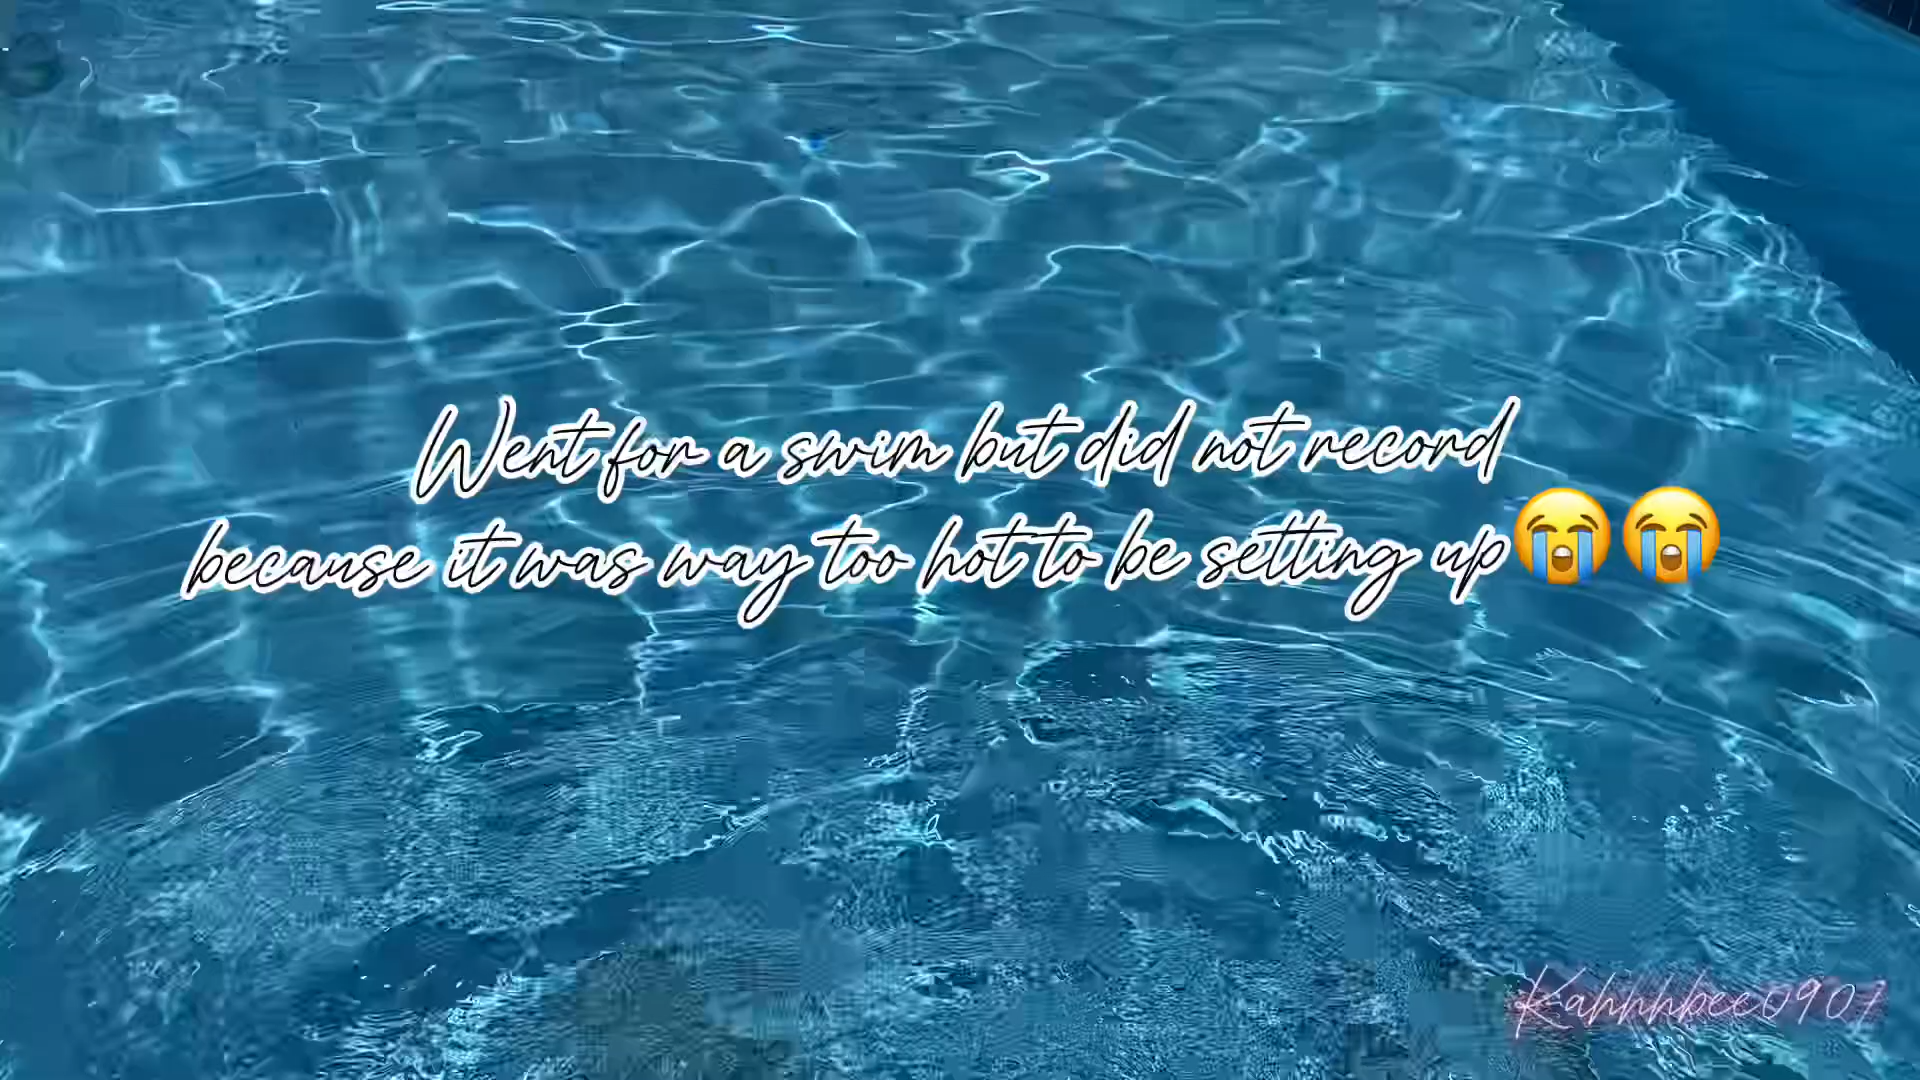 Went for a swim but did not record
because it was way too hot to be setting up😭😭
Kahhhbee0901